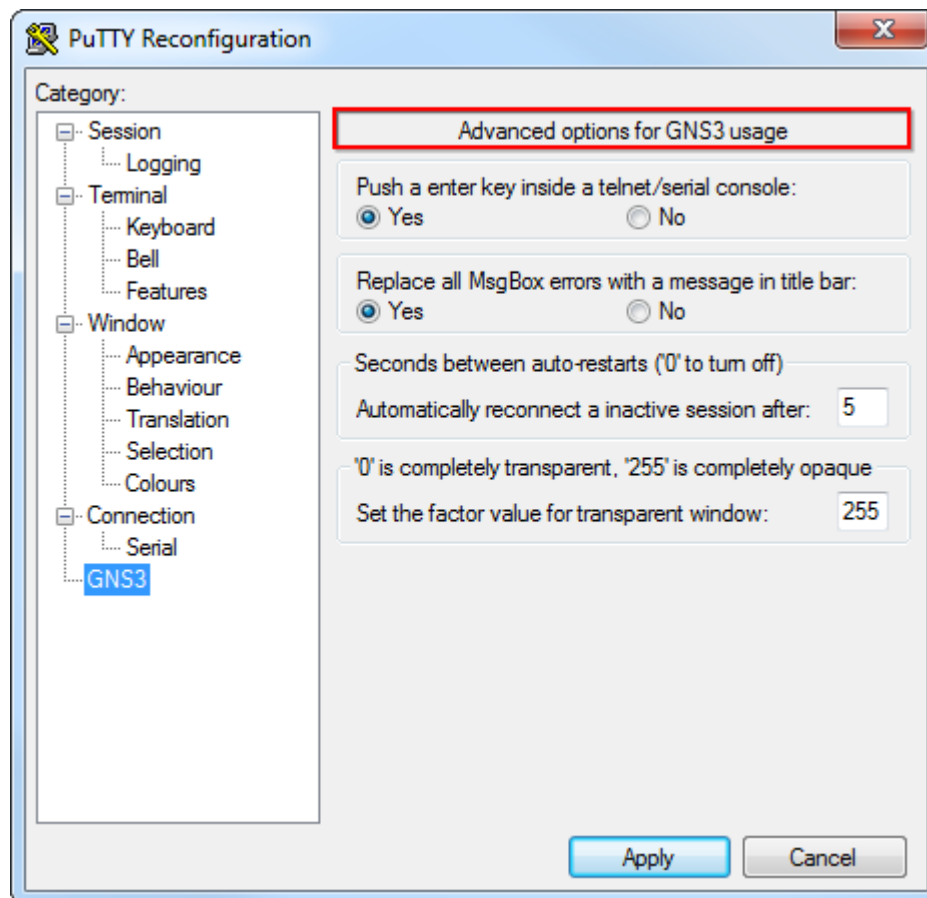 PuTTY Reconfiguration
Category:
Session
Logging
Terminal
Keyboard
Bell
Features
Window
Appearance
Behaviour
Translation
Selection
Colours
Connection
Serial
GNS3
Advanced options for GNS3 usage
Push a enter key inside a telnet/serial console:
Yes No
Replace all MsgBox errors with a message in title bar:
Yes No
Seconds between auto-restarts ('0' to turn off)
Automatically reconnect a inactive session after: 5
'0' is completely transparent, '255' is completely opaque
Set the factor value for transparent window: 255
Apply Cancel